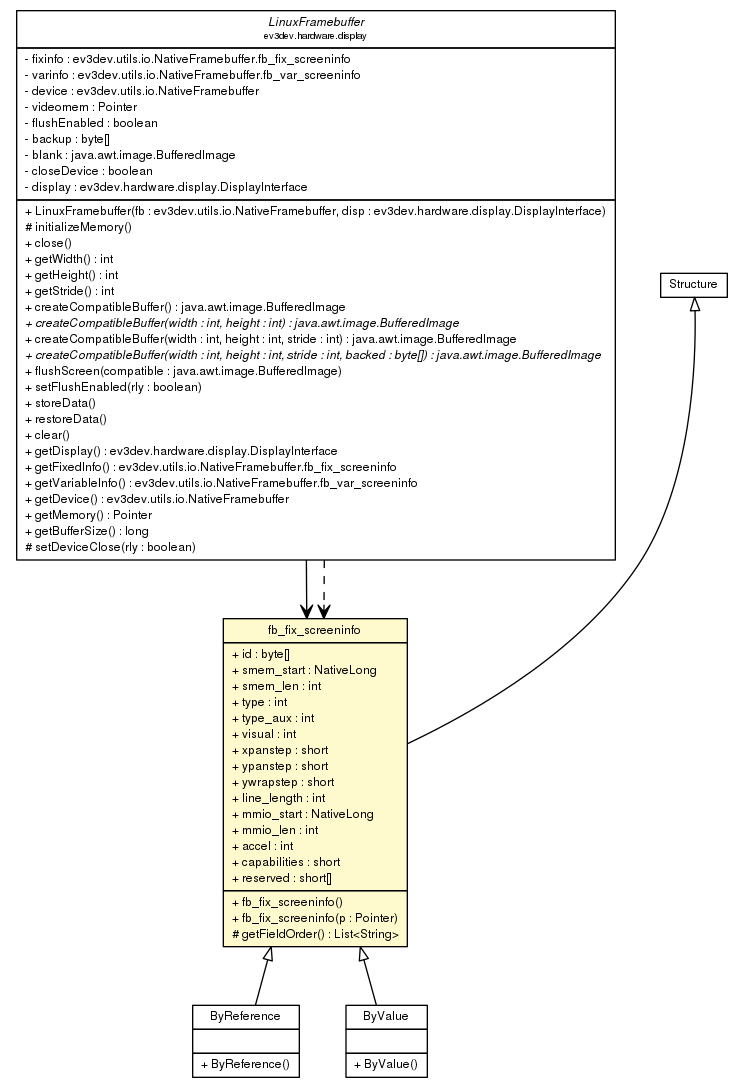 LinuxFramebuffer
ev3dev.hardware.display
- fixinfo : ev3dev.utils.io.NativeFramebuffer.fb_fix_screeninfo
- varinfo : ev3dev.utils.io.NativeFramebuffer.fb_var_screeninfo
- device : ev3dev.utils.io.NativeFramebuffer
- videomem : Pointer
- flushEnabled : boolean
- backup : byte[]
- blank : java.awt.image.BufferedImage
- closeDevice : boolean
- display : ev3dev.hardware.display.DisplayInterface
+ LinuxFramebuffer(fb : ev3dev.utils.io.NativeFramebuffer, disp : ev3dev.hardware.display.DisplayInterface)
# initializeMemory()
+ close()
+ getWidth() : int
+ getHeight() : int
+ getStride() : int
+ createCompatibleBuffer() : java.awt.image.BufferedImage
+ createCompatibleBuffer(width : int, height : int) : java.awt.image.BufferedImage
+ createCompatibleBuffer(width : int, height : int, stride : int) : java.awt.image.BufferedImage
+ createCompatibleBuffer(width : int, height : int, stride : int, backed : byte[]) : java.awt.image.BufferedImage
+ flushScreen(compatible : java.awt.image.BufferedImage)
+ setFlushEnabled(rly : boolean)
+ storeData()
+ restoreData()
+ clear()
+ getDisplay() : ev3dev.hardware.display.DisplayInterface
+ getFixedInfo() : ev3dev.utils.io.NativeFramebuffer.fb_fix_screeninfo
+ getVariableInfo() : ev3dev.utils.io.NativeFramebuffer.fb_var_screeninfo
+ getDevice() : ev3dev.utils.io.NativeFramebuffer
+ getMemory() : Pointer
+ getBufferSize() : long
# setDeviceClose(rly : boolean)
Structure
fb_fix_screeninfo
+ id : byte[]
+ smem_start : NativeLong
+ smem_len : int
+ type : int
+ type_aux : int
+ visual : int
+ xpanstep : short
+ ypanstep : short
+ ywrapstep : short
+ line_length : int
+ mmio_start : NativeLong
+ mmio_len : int
+ accel : int
+ capabilities : short
+ reserved : short[]
+ fb_fix_screeninfo()
+ fb_fix_screeninfo(p : Pointer)
# getFieldOrder() : List<String>
ByReference
+ ByReference()
ByValue
+ ByValue()